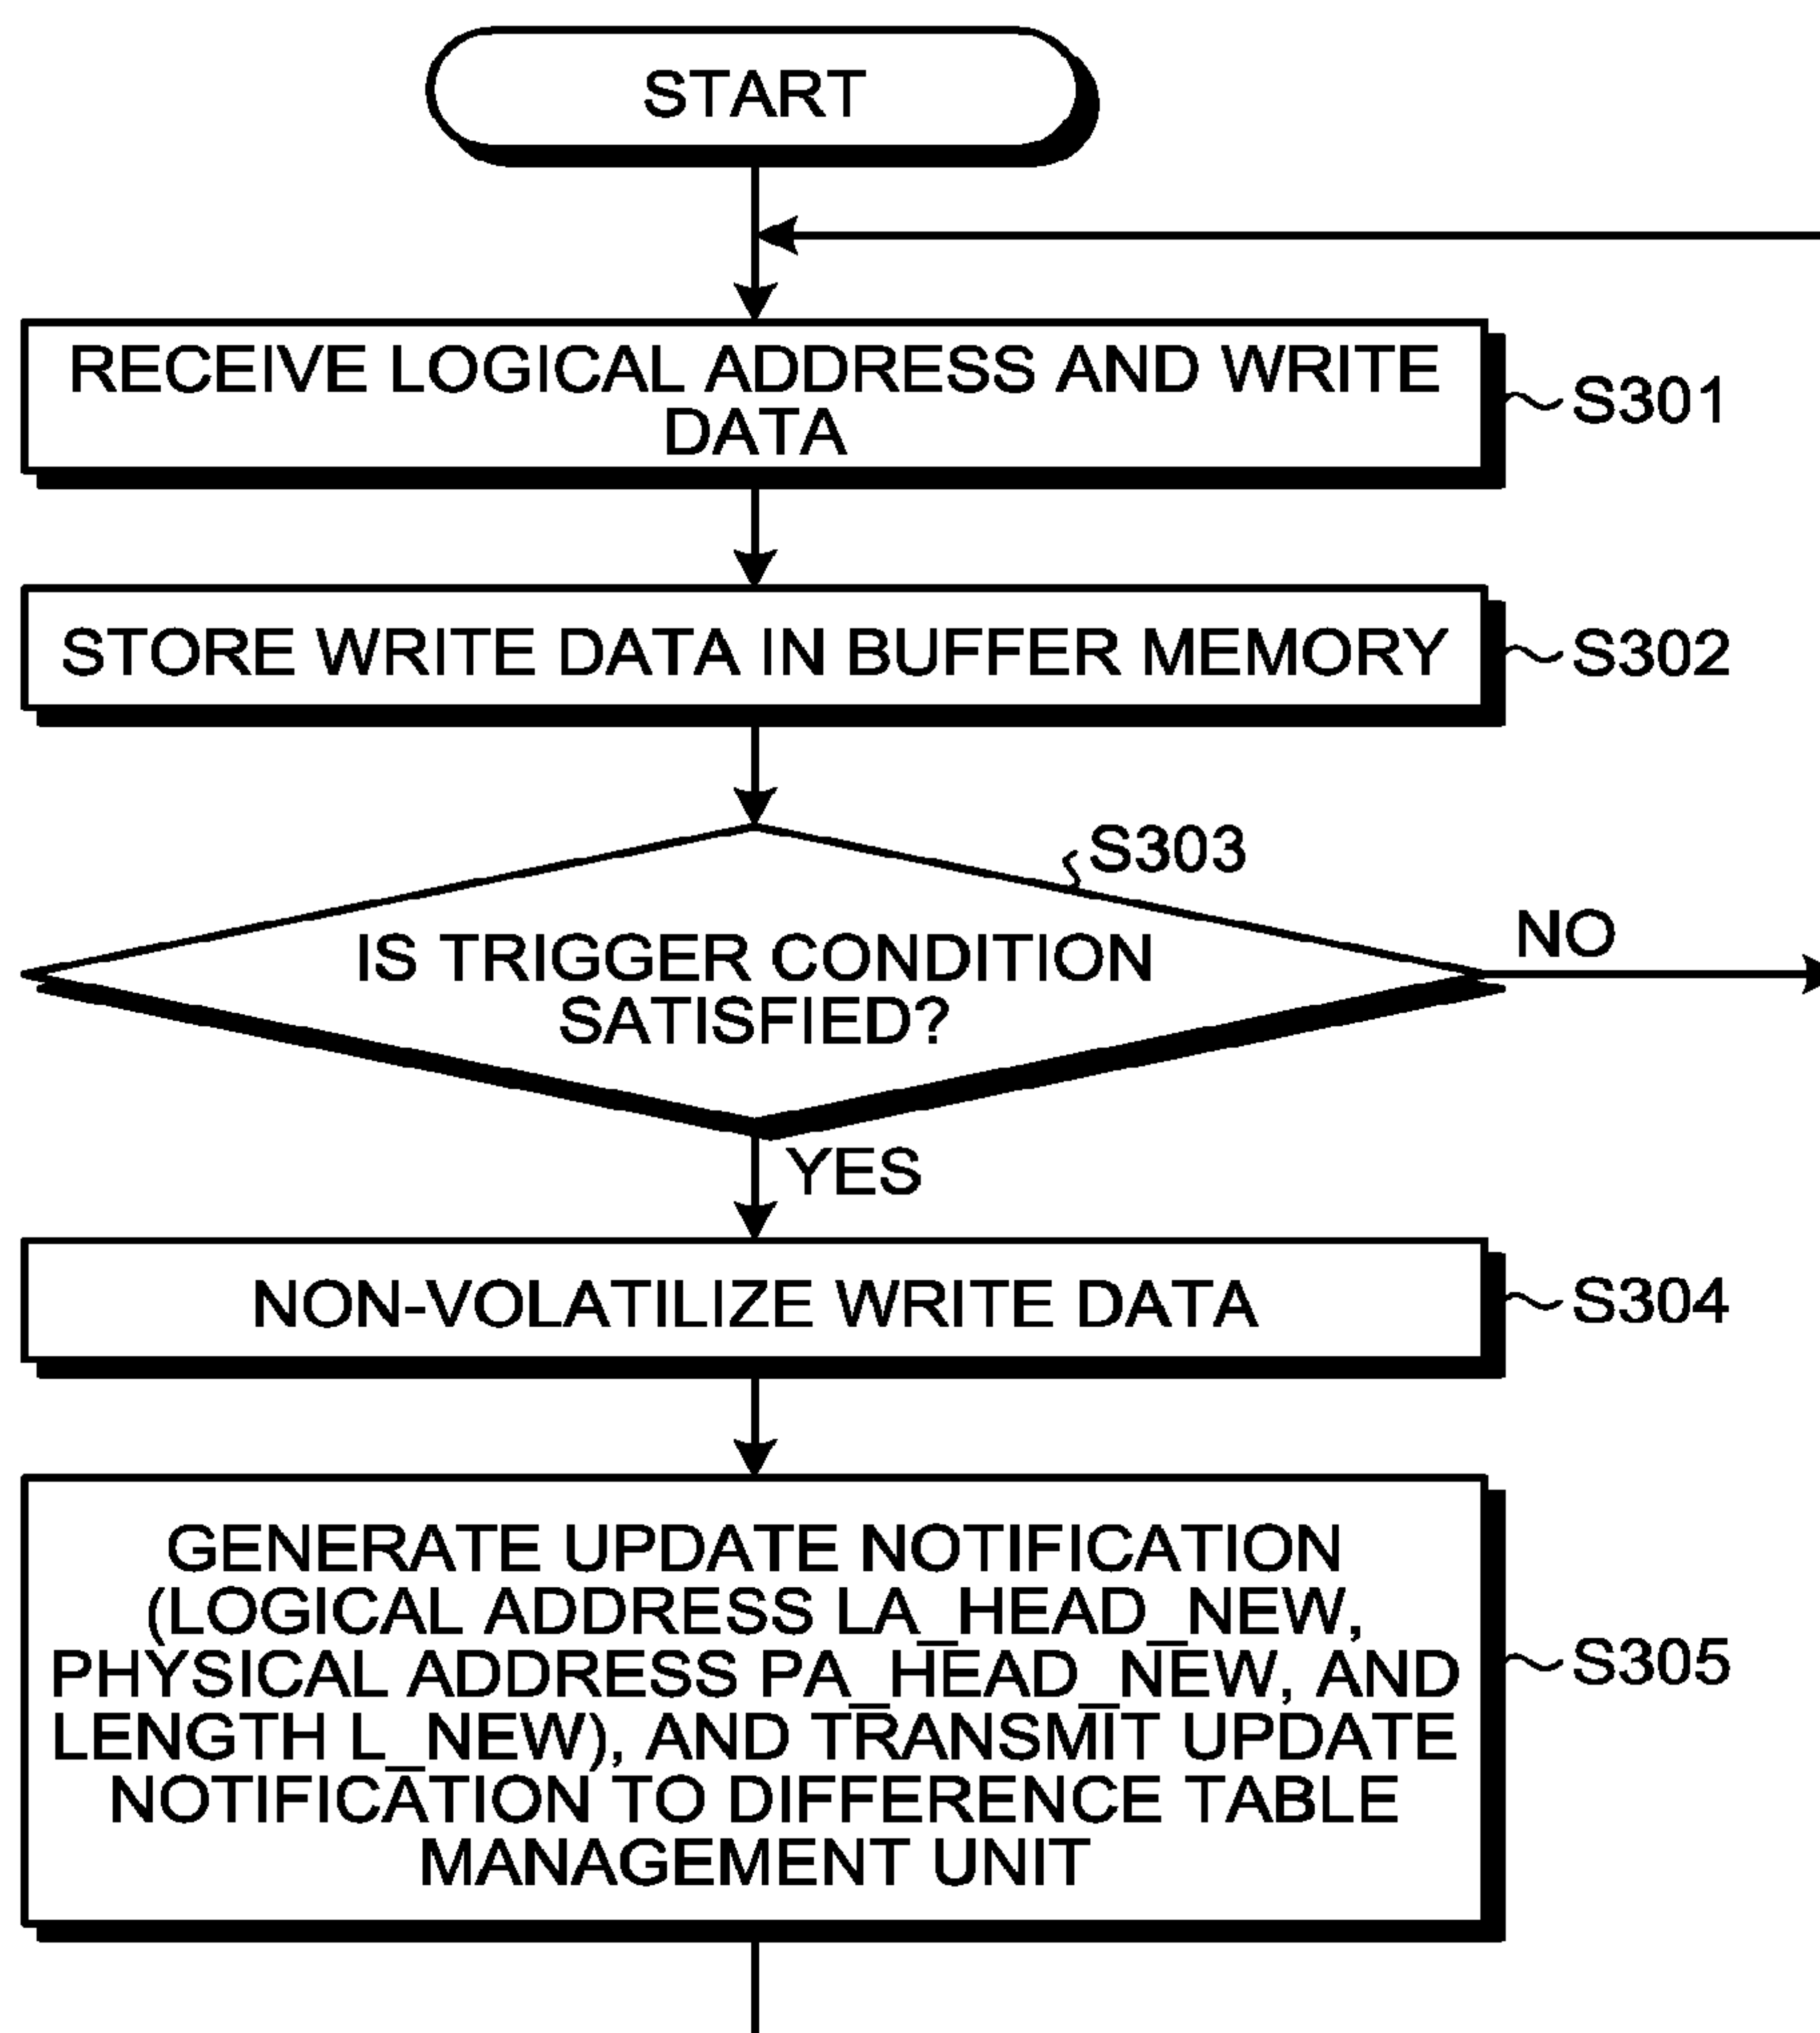 START
RECEIVE LOGICAL ADDRESS AND WRITE
DATA
S301
STORE WRITE DATA IN BUFFER MEMORY
S302
S303
IS TRIGGER CONDITION
SATISFIED?
NO
YES
NON-VOLATILIZE WRITE DATA
S304
GENERATE UPDATE NOTIFICATION
(LOGICAL ADDRESS LA_HEAD_NEW,
PHYSICAL ADDRESS PA_HEAD_NEW, AND
LENGTH L_NEW), AND TRANSMIT UPDATE
NOTIFICATION TO DIFFERENCE TABLE
MANAGEMENT UNIT
S305